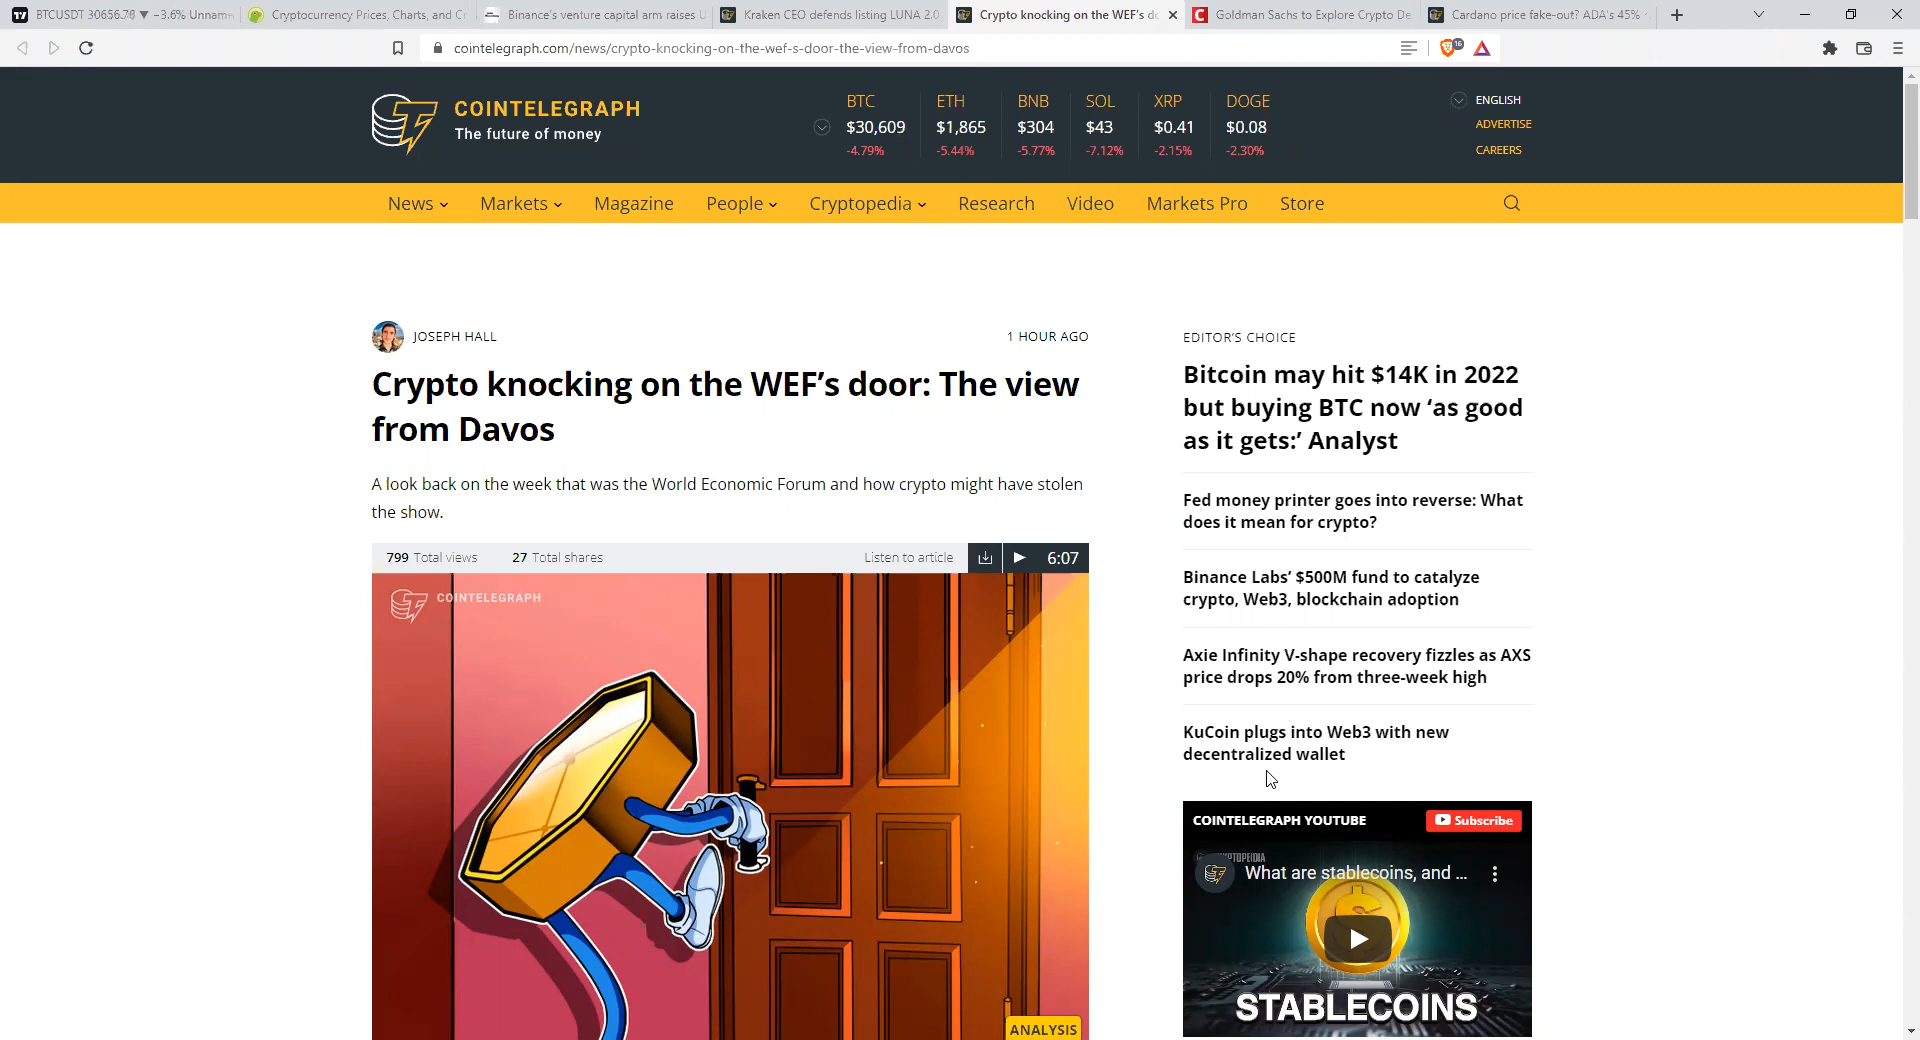 BTCUSDT 30656.76 ▼ −3.6% Unnam
Cryptocurrency Prices, Charts, and Cr
Binance's venture capital arm raises U
Kraken CEO defends listing LUNA 2.0
Crypto knocking on the WEF's do
Goldman Sachs to Explore Crypto De
Cardano price fake-out? ADA's 45%
cointelegraph.com/news/crypto-knocking-on-the-wef-s-door-the-view-from-davos
16
COINTELEGRAPH
The future of money
BTC ETH BNB SOL XRP DOGE
$30,609 $1,865 $304 $43 $0.41 $0.08
-4.79% -5.44% -5.77% -7.12% -2.15% -2.30%
ENGLISH
ADVERTISE
CAREERS
News Markets Magazine People Cryptopedia Research Video Markets Pro Store
JOSEPH HALL
1 HOUR AGO
Crypto knocking on the WEF's door: The view
from Davos
A look back on the week that was the World Economic Forum and how crypto might have stolen
the show.
799 Total views 27 Total shares Listen to article 6:07
COINTELEGRAPH
ANALYSIS
EDITOR'S CHOICE
Bitcoin may hit $14K in 2022
but buying BTC now ‘as good
as it gets:’ Analyst
Fed money printer goes into reverse: What
does it mean for crypto?
Binance Labs’ $500M fund to catalyze
crypto, Web3, blockchain adoption
Axie Infinity V-shape recovery fizzles as AXS
price drops 20% from three-week high
KuCoin plugs into Web3 with new
decentralized wallet
COINTELEGRAPH YOUTUBE
Subscribe
What are stablecoins, and ...
STABLECOINS